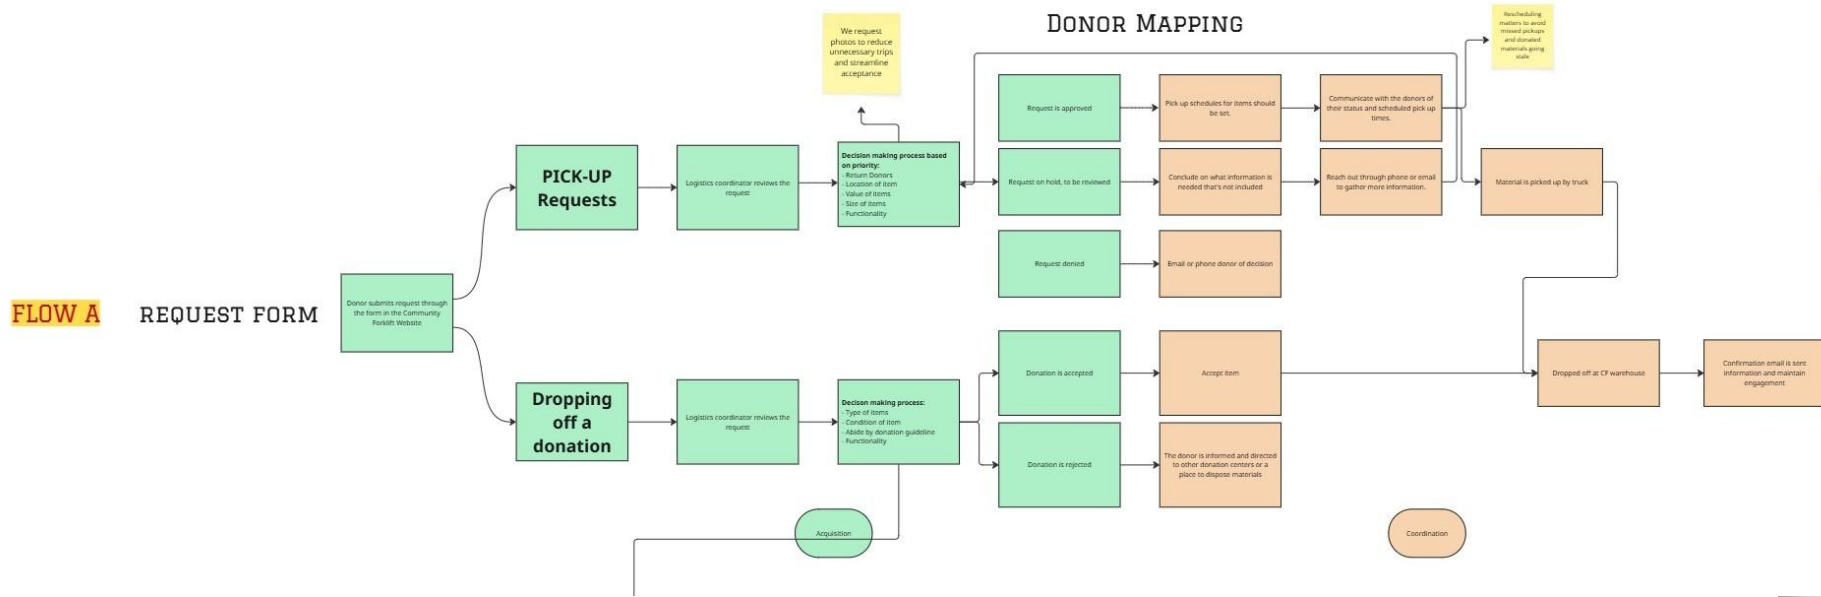 DONOR MAPPING
We request
photos to reduce
unnecessary trips
and streamline
acceptance
Rescheduling
matters to avoid
missed pickups
and donated
materials going
stale
FLOW A
REQUEST FORM
Donor submits request through
the form in the Community
Forklift Website
PICK-UP
Requests
Logistics coordinator reviews the
request
Decision making process based
on priority:
- Return Donors
- Location of item
- Value of items
- Size of items
- Functionality
Request is approved
Pick up schedules for items should
be set.
Communicate with the donors of
their status and scheduled pick up
times.
Request on hold, to be reviewed
Conclude on what information is
needed that's not included
Reach out through phone or email
to gather more information.
Material is picked up by truck
Request denied
Email or phone donor of decision
Dropping
off a
donation
Logistics coordinator reviews the
request
Decison making process:
- Type of items
- Condition of item
- Abide by donation guideline
- Functionality
Donation is accepted
Accept item
Dropped off at CF warehouse
Confirmation email is sent
information and maintain
engagement
Donation is rejected
The donor is informed and directed
to other donation centers or a
place to dispose materials
Acquisition
Coordination